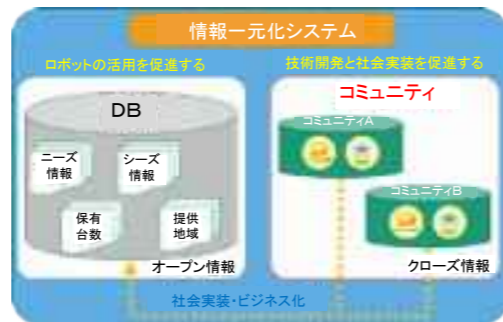 情報一元化システム
ロボットの活用を促進する
技術開発と社会実装を促進する
DB
ニーズ
情報
シーズ
情報
保有
台数
提供
地域
オープン情報
コミュニティ
コミュニティA
コミュニティB
クローズ情報
社会実装・ビジネス化